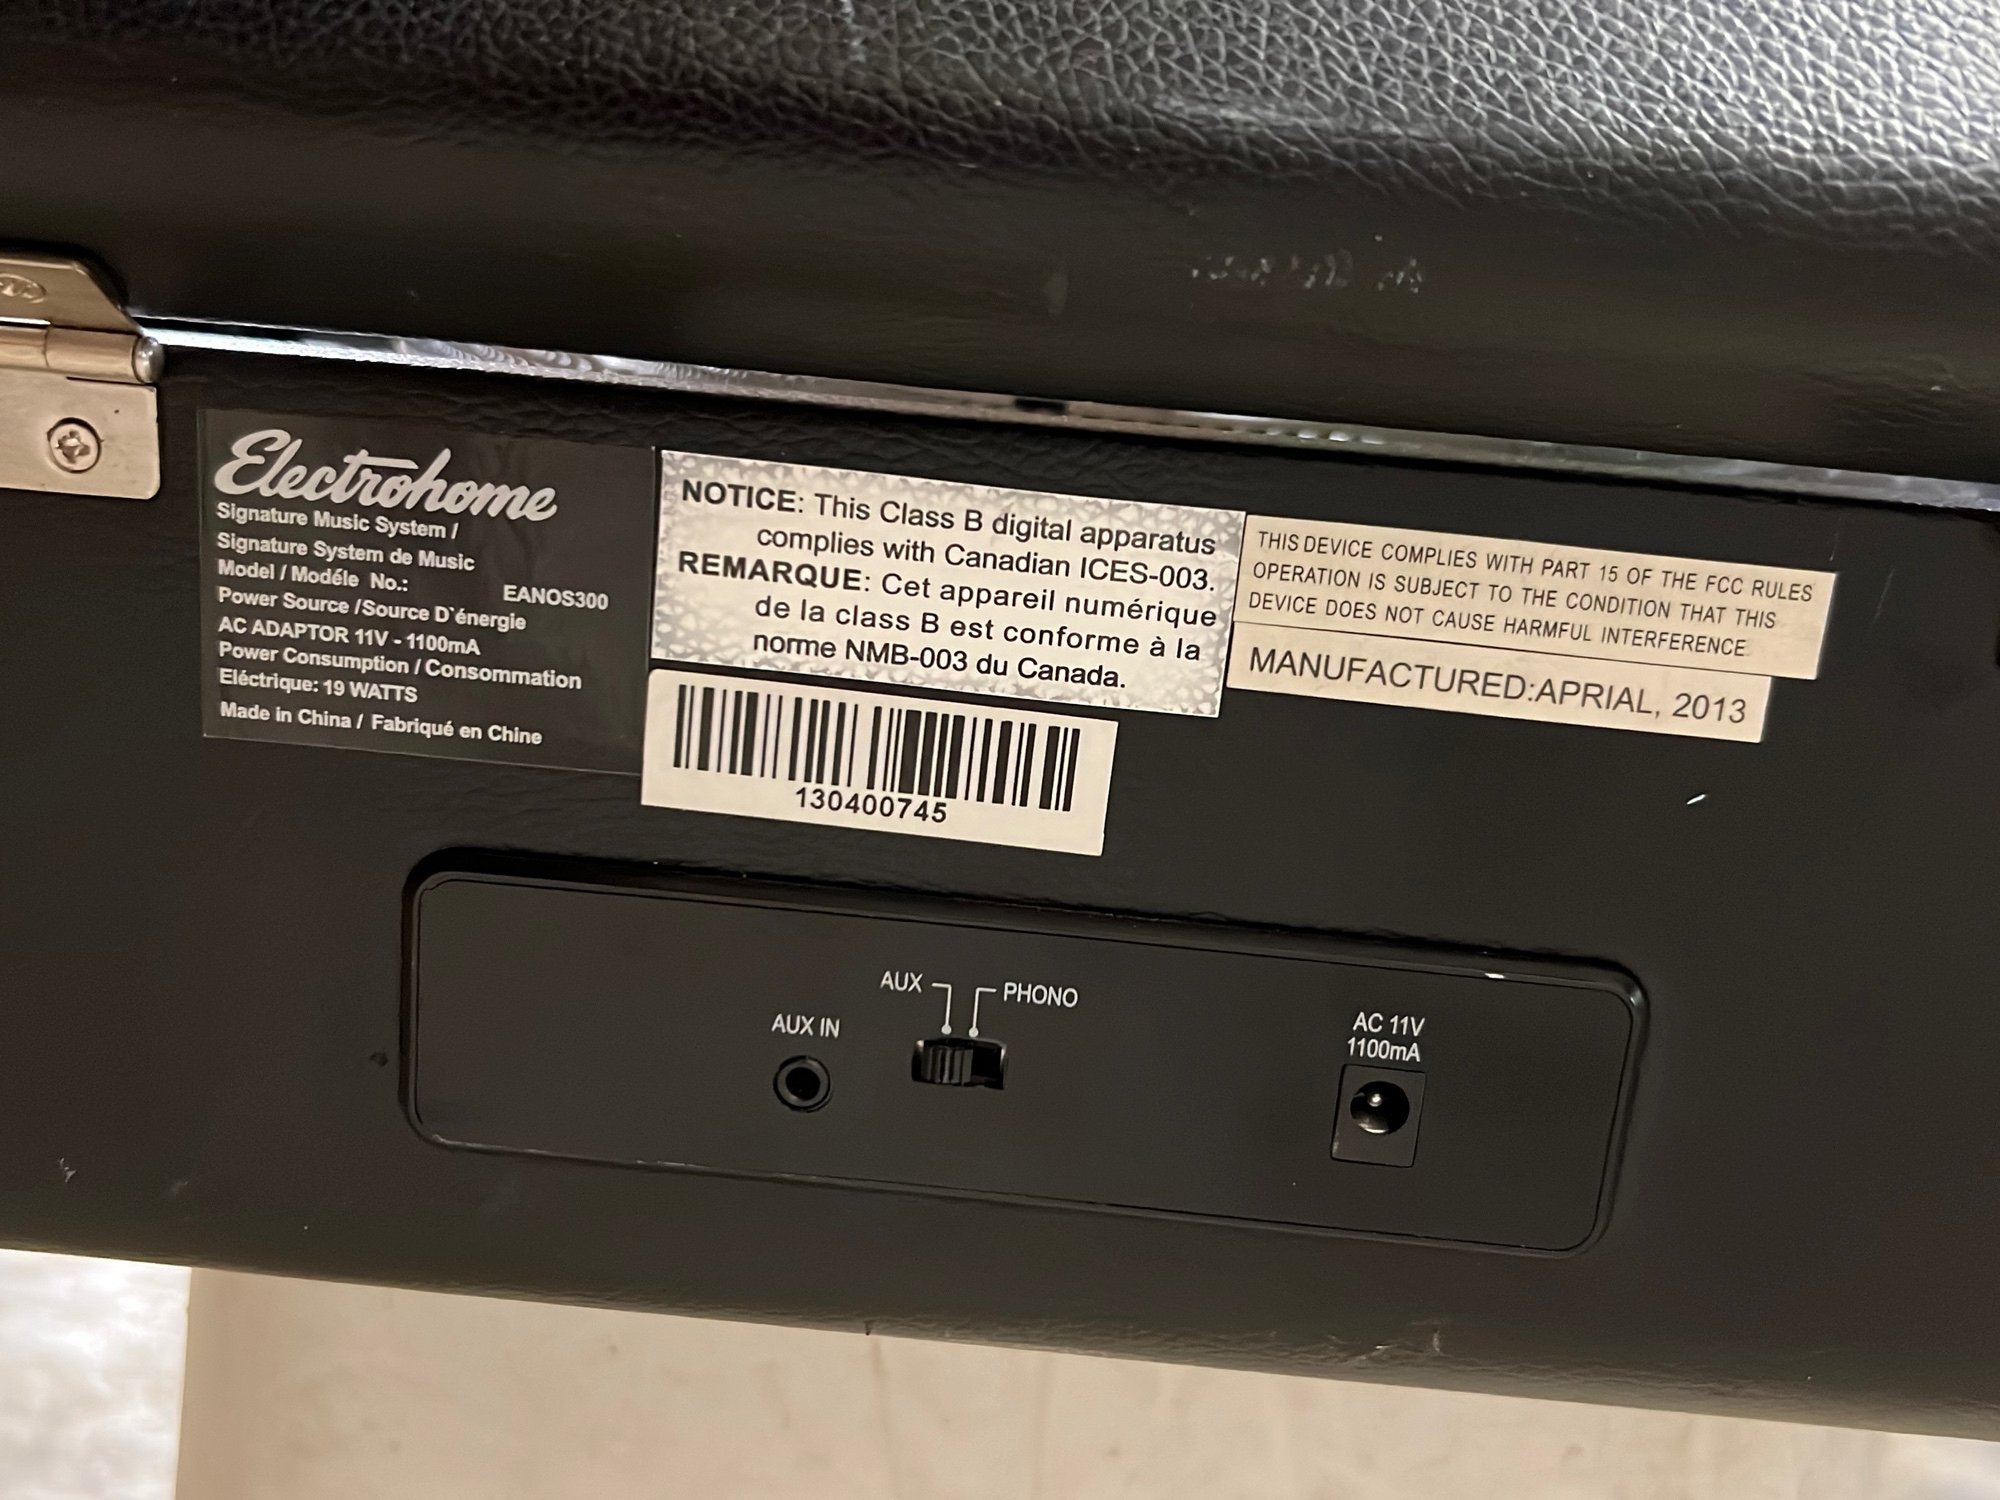 Electrohome
Signature Music System /
Signature System de Music
Model / Modéle No.: EANOS300
Power Source /Source D`énergie
AC ADAPTOR 11V - 1100mA
Power Consumption / Consommation
Eléctrique: 19 WATTS
Made in China / Fabriqué en Chine
NOTICE: This Class B digital apparatus
complies with Canadian ICES-003.
REMARQUE: Cet appareil numérique
de la class B est conforme à la
norme NMB-003 du Canada.
130400745
THIS DEVICE COMPLIES WITH PART 15 OF THE FCC RULES
OPERATION IS SUBJECT TO THE CONDITION THAT THIS
DEVICE DOES NOT CAUSE HARMFUL INTERFERENCE
MANUFACTURED:APRIAL, 2013
AUX PHONO
AUX IN
AC 11V
1100mA